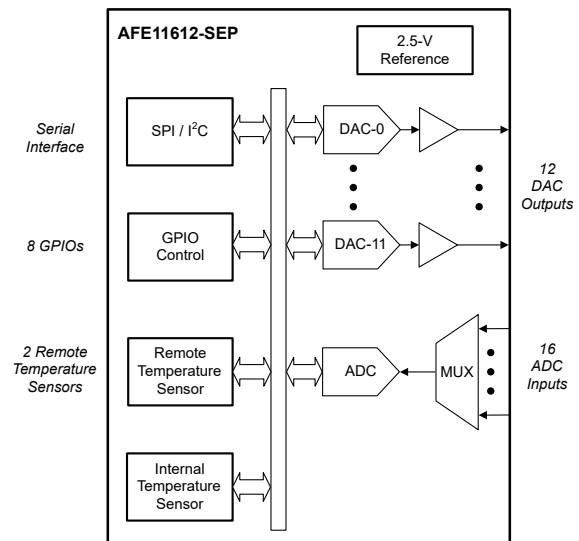 AFE11612-SEP
2.5-V
Reference
Serial
Interface
SPI / I²C
DAC-0
12
DAC
Outputs
8 GPIOs
GPIO
Control
DAC-11
2 Remote
Temperature
Sensors
Remote
Temperature
Sensor
ADC
MUX
16
ADC
Inputs
Internal
Temperature
Sensor